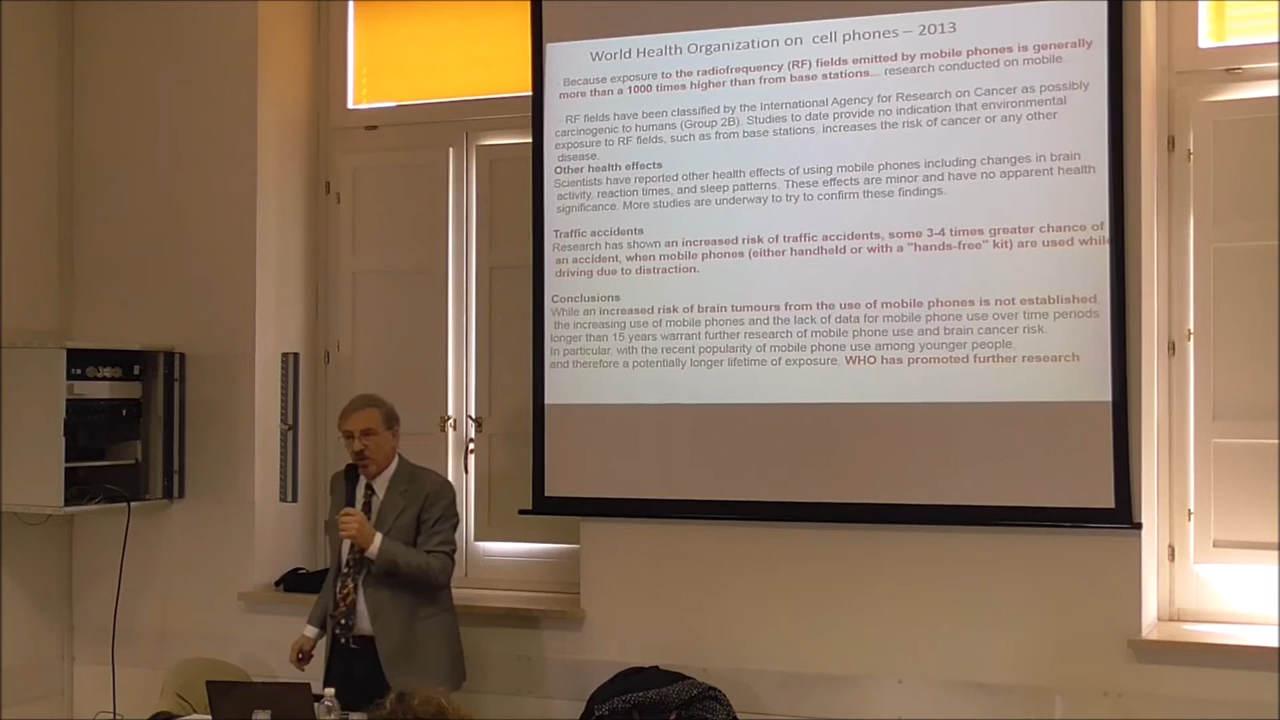 World Health Organization on cell phones – 2013
Because exposure to the radiofrequency (RF) fields emitted by mobile phones is generally
more than a 1000 times higher than from base stations.... research conducted on mobile
RF fields have been classified by the International Agency for Research on Cancer as possibly
carcinogenic to humans (Group 2B). Studies to date provide no indication that environmental
exposure to RF fields, such as from base stations, increases the risk of cancer or any other
disease.
Other health effects
Scientists have reported other health effects of using mobile phones including changes in brain
activity, reaction times, and sleep patterns. These effects are minor and have no apparent health
significance. More studies are underway to try to confirm these findings.
Traffic accidents
Research has shown an increased risk of traffic accidents, some 3-4 times greater chance of
an accident, when mobile phones (either handheld or with a "hands-free" kit) are used while
driving due to distraction.
Conclusions
While an increased risk of brain tumours from the use of mobile phones is not established,
the increasing use of mobile phones and the lack of data for mobile phone use over time periods
longer than 15 years warrant further research of mobile phone use and brain cancer risk.
In particular, with the recent popularity of mobile phone use among younger people,
and therefore a potentially longer lifetime of exposure, WHO has promoted further research